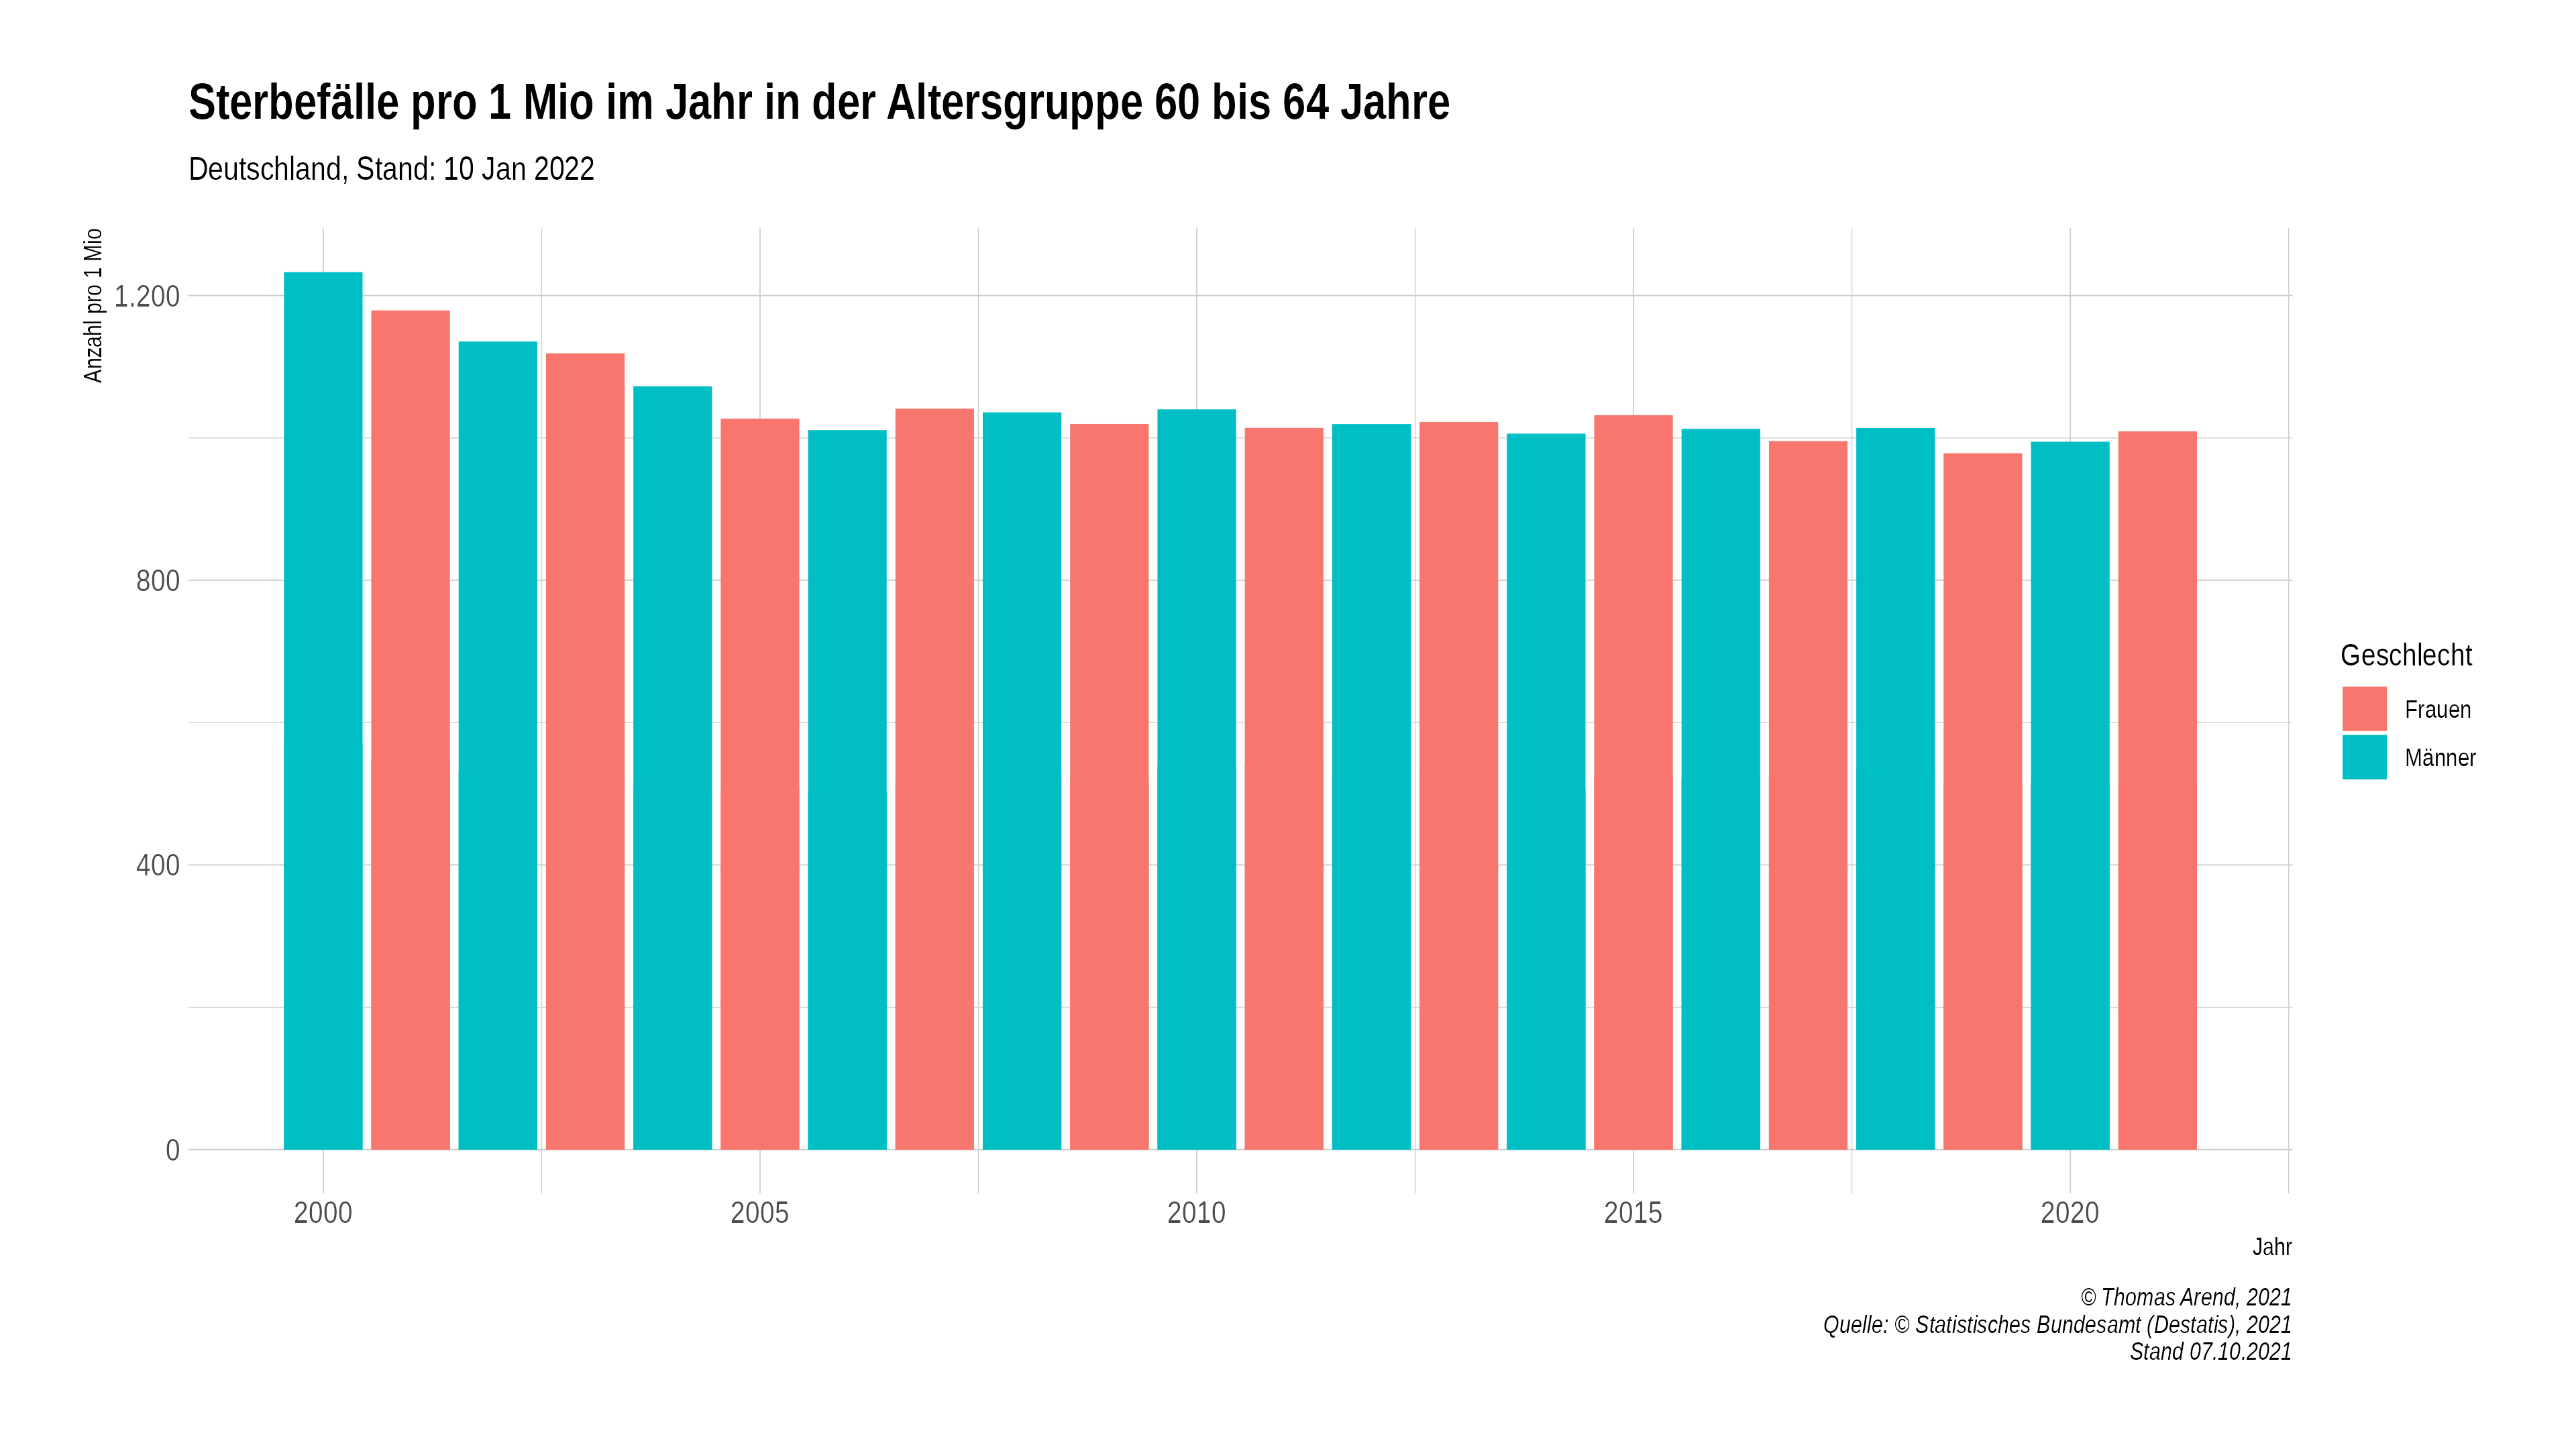 Sterbefälle pro 1 Mio im Jahr in der Altersgruppe 60 bis 64 Jahre
Deutschland, Stand: 10 Jan 2022
Anzahl pro 1 Mio
1.200
800
400
0
2000
2005
2010
2015
2020
Jahr
Geschlecht
Frauen
Männer
© Thomas Arend, 2021
Quelle: © Statistisches Bundesamt (Destatis), 2021
Stand 07.10.2021